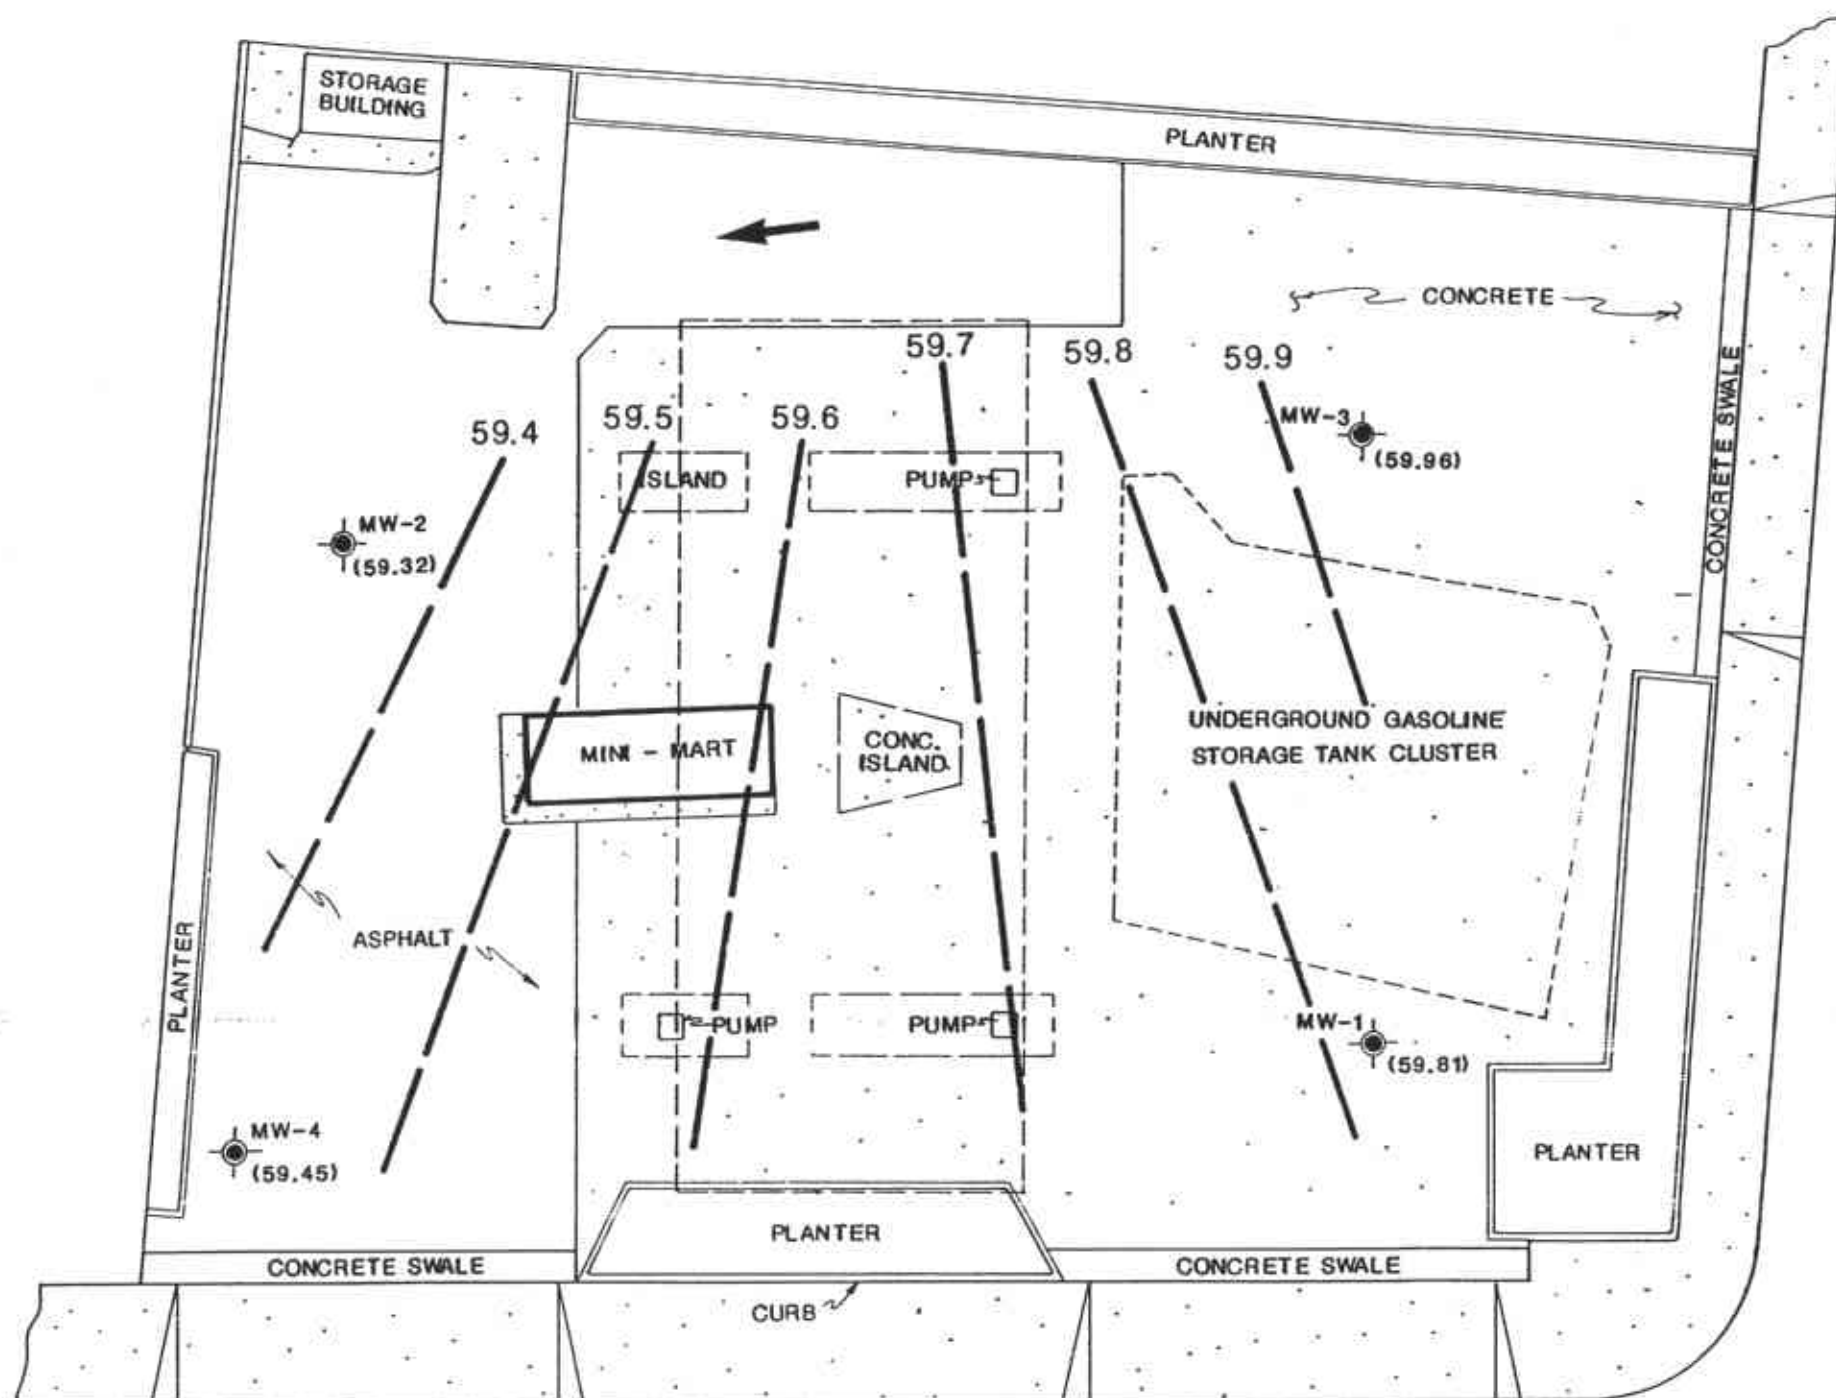 STORAGE
BUILDING
PLANTER
CONCRETE
59.7
59.8
59.9
59.4
59.5
59.6
MW-3
(59.96)
CONCRETE SWALE
ISLAND
PUMP
MW-2
(59.32)
UNDERGROUND GASOLINE
STORAGE TANK CLUSTER
MINI - MART
CONC.
ISLAND
ASPHALT
PLANTER
PUMP
PUMP
MW-1
(59.81)
MW-4
(59.45)
PLANTER
PLANTER
CONCRETE SWALE
CONCRETE SWALE
CURB